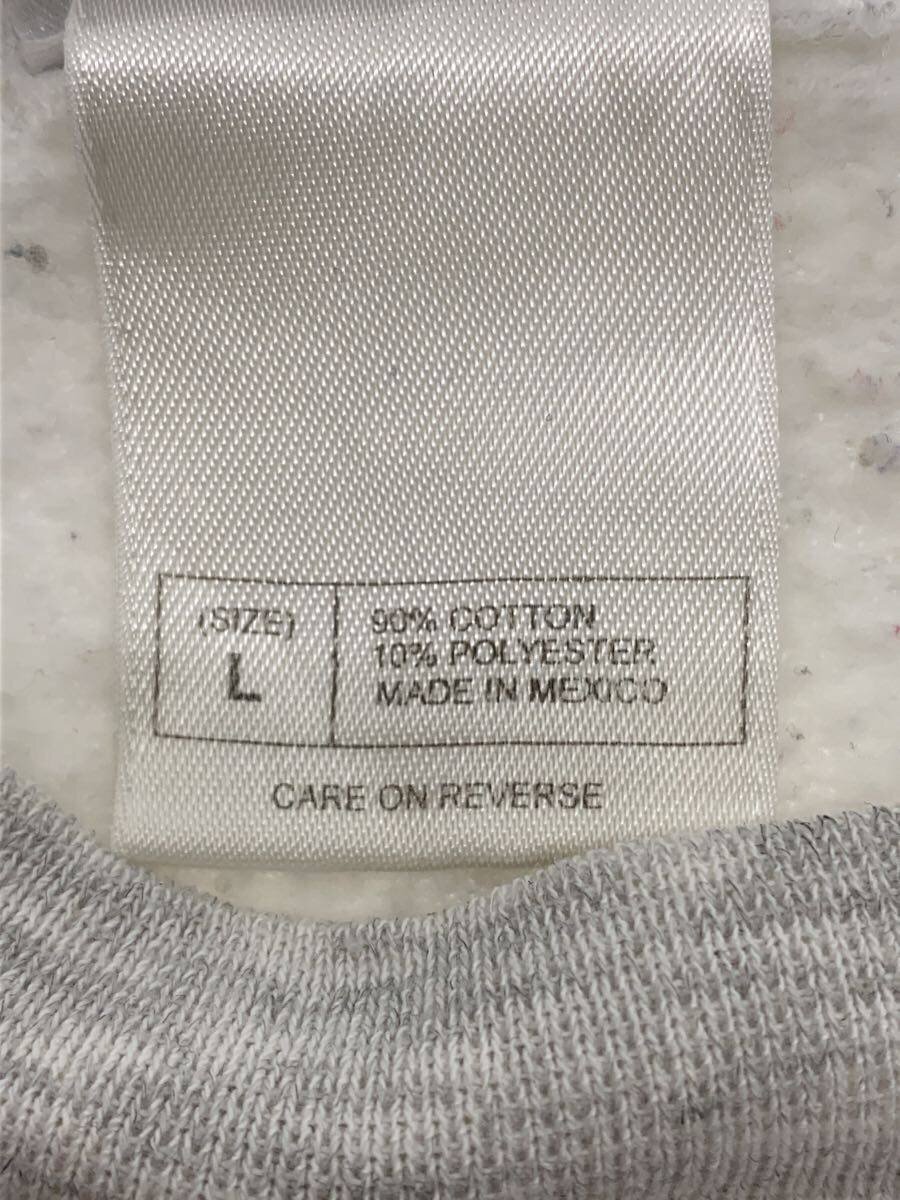 (SIZE)
L
90% COTTON
10% POLYESTER
MADE IN MEXICO
CARE ON REVERSE